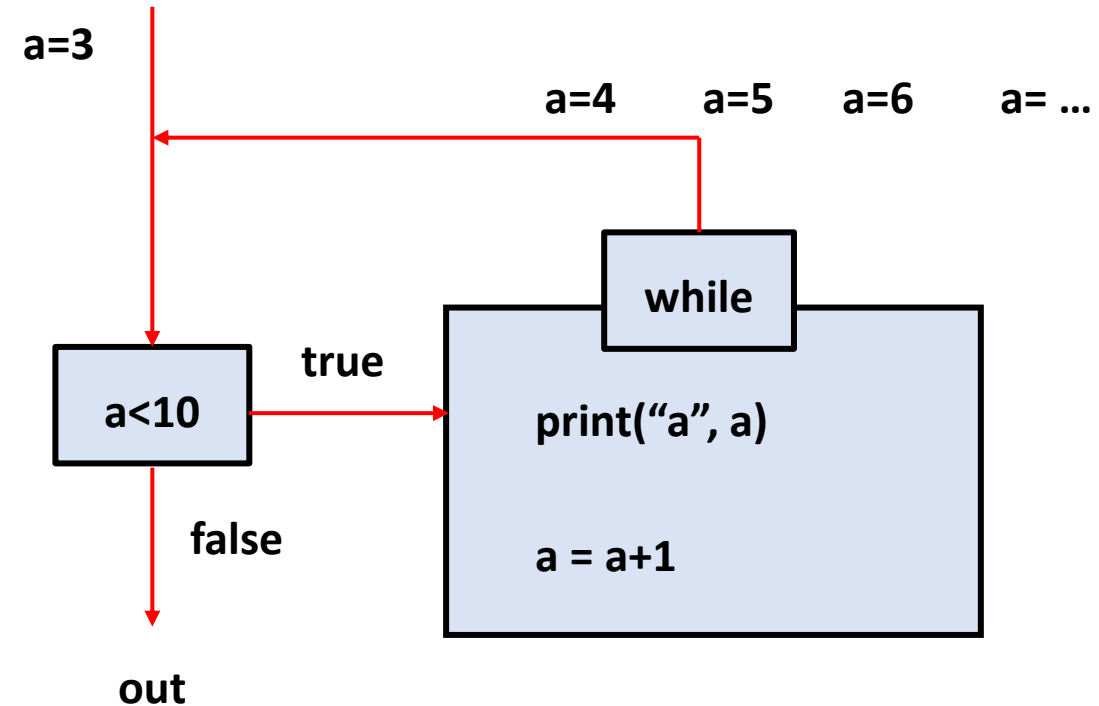 a=3
a=4 a=5 a=6 a= …
while
true
a<10
print(“a”, a)
false
a = a+1
out